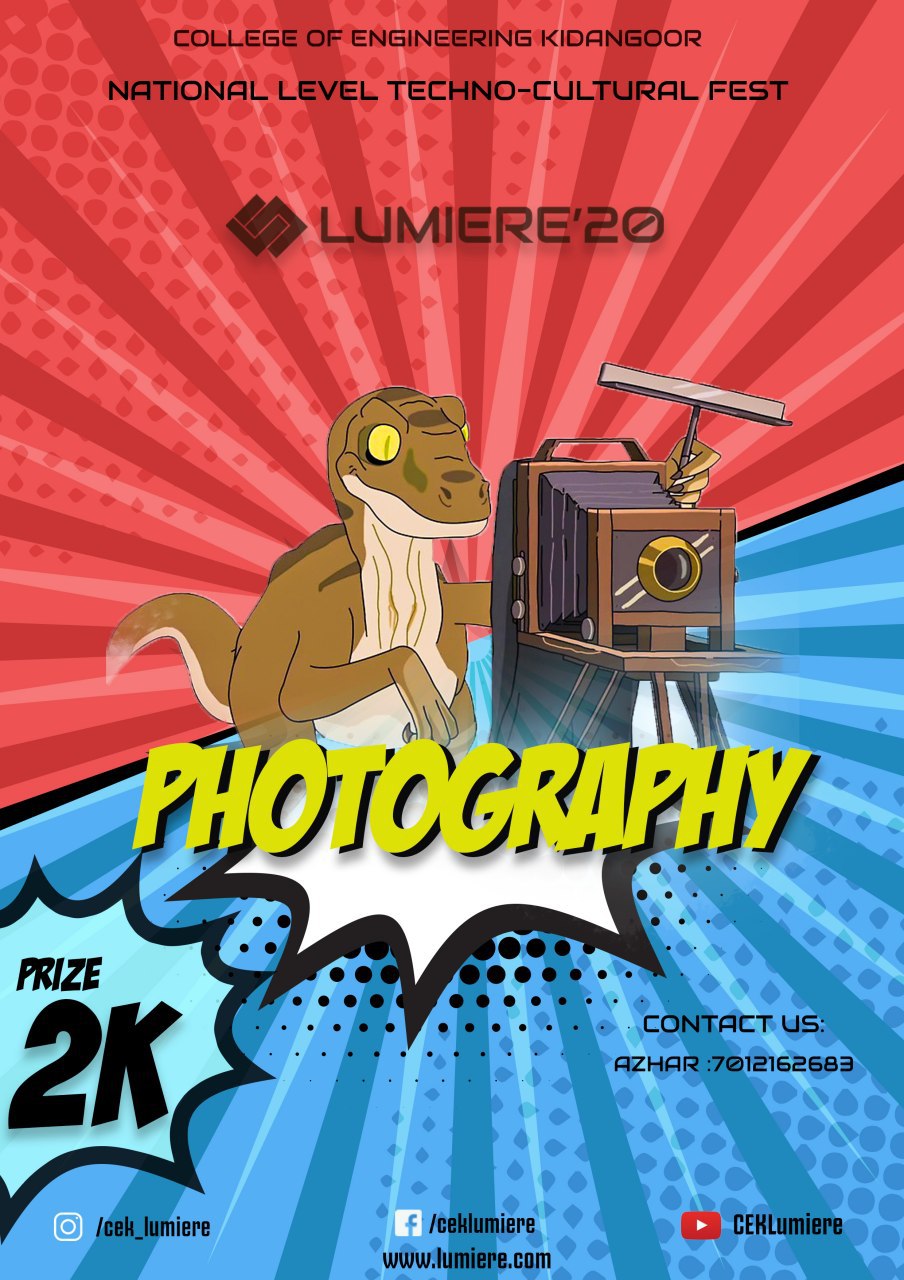 COLLEGE OF ENGINEERING KIDANGOOR
NATIONAL LEVEL TECHNO-CULTURAL FEST
LUMIERE'20
PHOTOGRAPHY
PRIZE
2K
CONTACT US:
AZHAR :7012162683
/cek_lumiere
/ceklumiere
CEKLumiere
www.lumiere.com